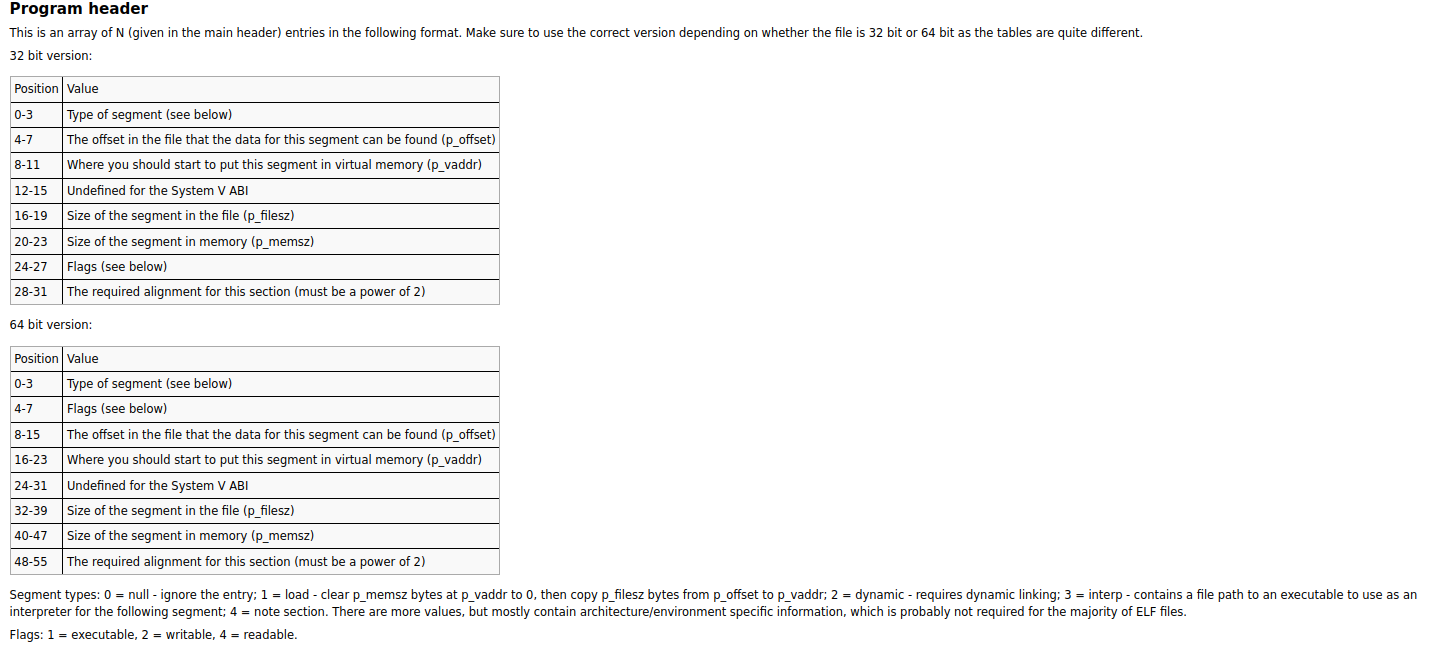 Program header
This is an array of N (given in the main header) entries in the following format. Make sure to use the correct version depending on whether the file is 32 bit or 64 bit as the tables are quite different.
32 bit version:
Position Value
0-3 Type of segment (see below)
4-7 The offset in the file that the data for this segment can be found (p_offset)
8-11 Where you should start to put this segment in virtual memory (p_vaddr)
12-15 Undefined for the System V ABI
16-19 Size of the segment in the file (p_filesz)
20-23 Size of the segment in memory (p_memsz)
24-27 Flags (see below)
28-31 The required alignment for this section (must be a power of 2)
64 bit version:
Position Value
0-3 Type of segment (see below)
4-7 Flags (see below)
8-15 The offset in the file that the data for this segment can be found (p_offset)
16-23 Where you should start to put this segment in virtual memory (p_vaddr)
24-31 Undefined for the System V ABI
32-39 Size of the segment in the file (p_filesz)
40-47 Size of the segment in memory (p_memsz)
48-55 The required alignment for this section (must be a power of 2)
Segment types: 0 = null - ignore the entry; 1 = load - clear p_memsz bytes at p_vaddr to 0, then copy p_filesz bytes from p_offset to p_vaddr; 2 = dynamic - requires dynamic linking; 3 = interp - contains a file path to an executable to use as an
interpreter for the following segment; 4 = note section. There are more values, but mostly contain architecture/environment specific information, which is probably not required for the majority of ELF files.
Flags: 1 = executable, 2 = writable, 4 = readable.